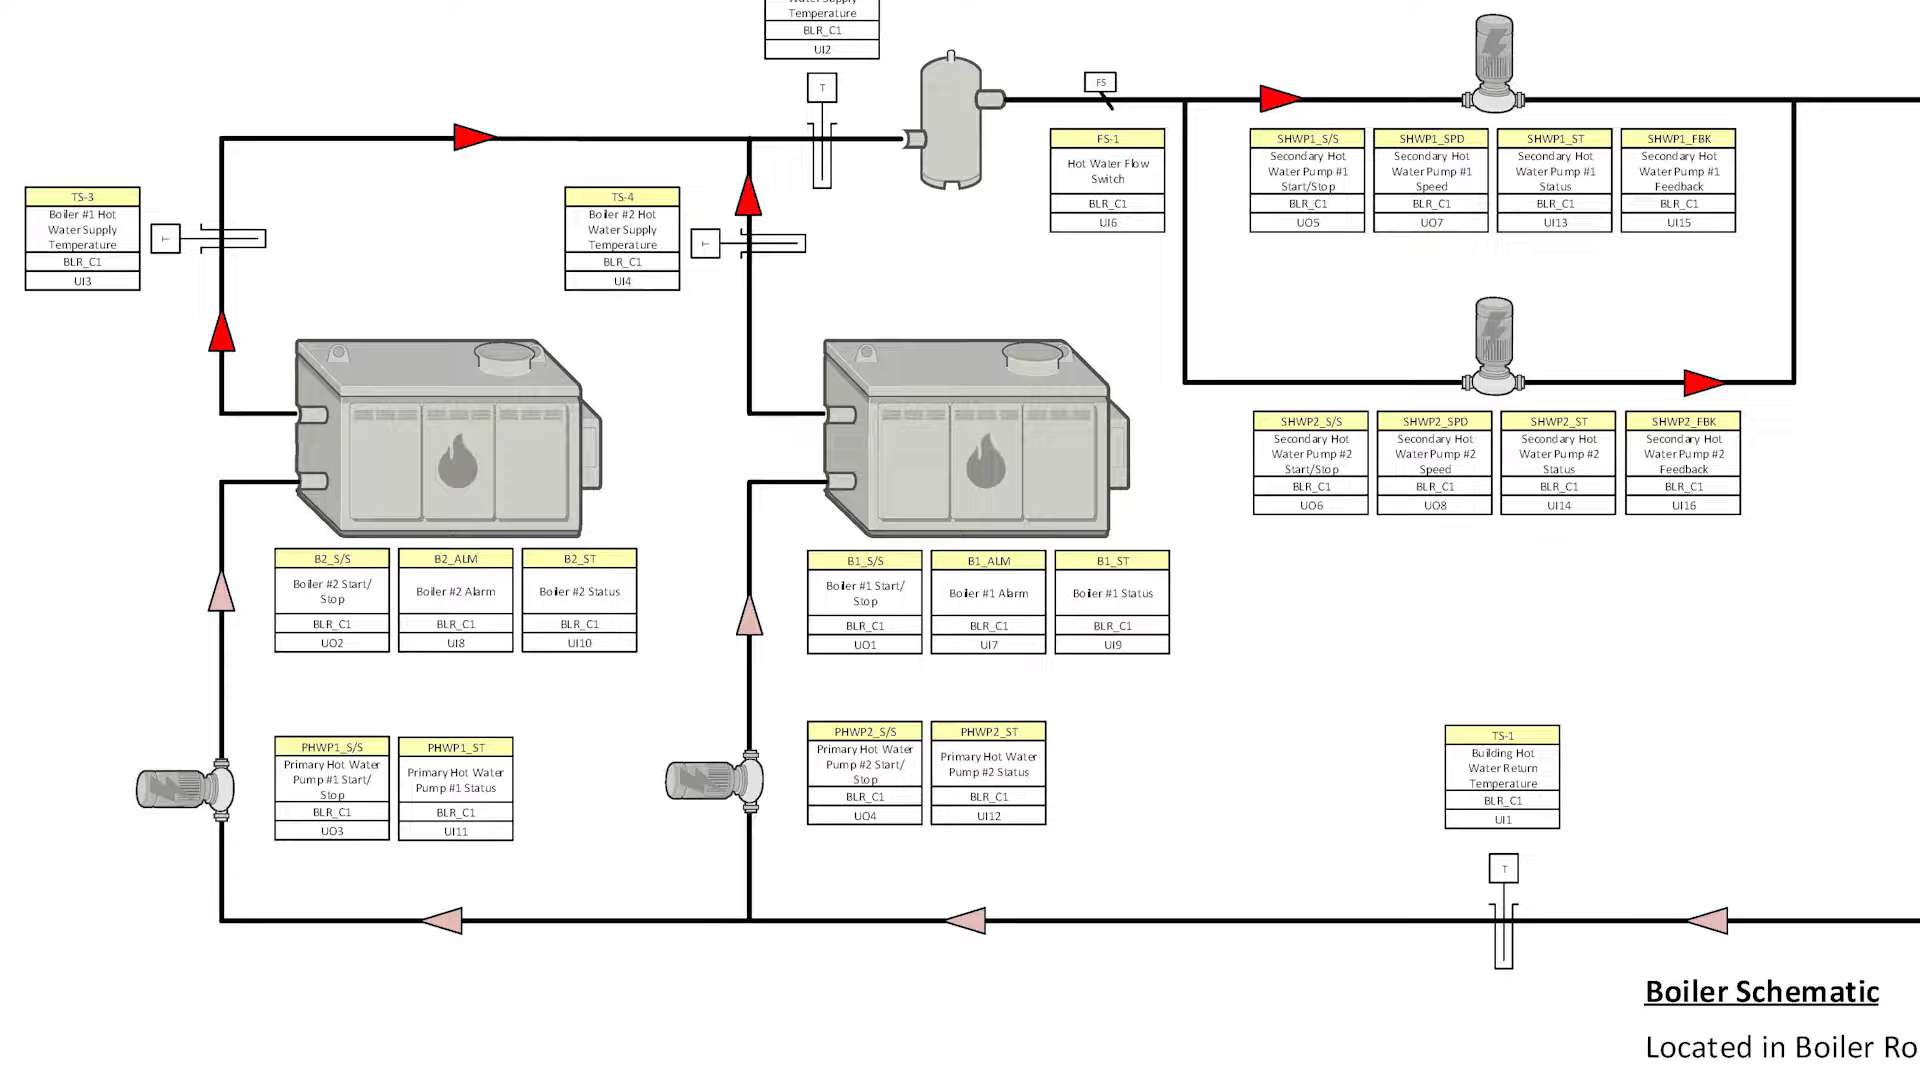 Water Supply
Temperature
BLR_C1
UI2
T
FS
TS-3
Boiler #1 Hot
Water Supply
Temperature
BLR_C1
UI3
T
TS-4
Boiler #2 Hot
Water Supply
Temperature
BLR_C1
UI4
T
FS-1
Hot Water Flow
Switch
BLR_C1
UI6
SHWP1_S/S
Secondary Hot
Water Pump #1
Start/Stop
BLR_C1
UO5
SHWP1_SPD
Secondary Hot
Water Pump #1
Speed
BLR_C1
UO7
SHWP1_ST
Secondary Hot
Water Pump #1
Status
BLR_C1
UI13
SHWP1_FBK
Secondary Hot
Water Pump #1
Feedback
BLR_C1
UI15
SHWP2_S/S
Secondary Hot
Water Pump #2
Start/Stop
BLR_C1
UO6
SHWP2_SPD
Secondary Hot
Water Pump #2
Speed
BLR_C1
UO8
SHWP2_ST
Secondary Hot
Water Pump #2
Status
BLR_C1
UI14
SHWP2_FBK
Secondary Hot
Water Pump #2
Feedback
BLR_C1
UI16
B2_S/S
Boiler #2 Start/
Stop
BLR_C1
UO2
B2_ALM
Boiler #2 Alarm
BLR_C1
UI8
B2_ST
Boiler #2 Status
BLR_C1
UI10
B1_S/S
Boiler #1 Start/
Stop
BLR_C1
UO1
B1_ALM
Boiler #1 Alarm
BLR_C1
UI7
B1_ST
Boiler #1 Status
BLR_C1
UI9
PHWP1_S/S
Primary Hot Water
Pump #1 Start/
Stop
BLR_C1
UO3
PHWP1_ST
Primary Hot Water
Pump #1 Status
BLR_C1
UI11
PHWP2_S/S
Primary Hot Water
Pump #2 Start/
Stop
BLR_C1
UO4
PHWP2_ST
Primary Hot Water
Pump #2 Status
BLR_C1
UI12
TS-1
Building Hot
Water Return
Temperature
BLR_C1
UI1
T
Boiler Schematic
Located in Boiler Ro